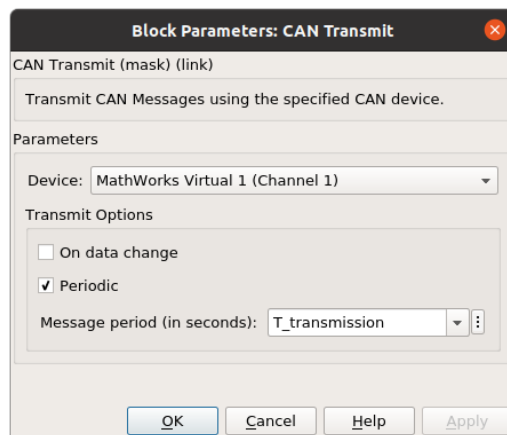 Block Parameters: CAN Transmit
CAN Transmit (mask) (link)
Transmit CAN Messages using the specified CAN device.
Parameters
Device: MathWorks Virtual 1 (Channel 1)
Transmit Options
On data change
Periodic
Message period (in seconds): T_transmission
OK Cancel Help Apply